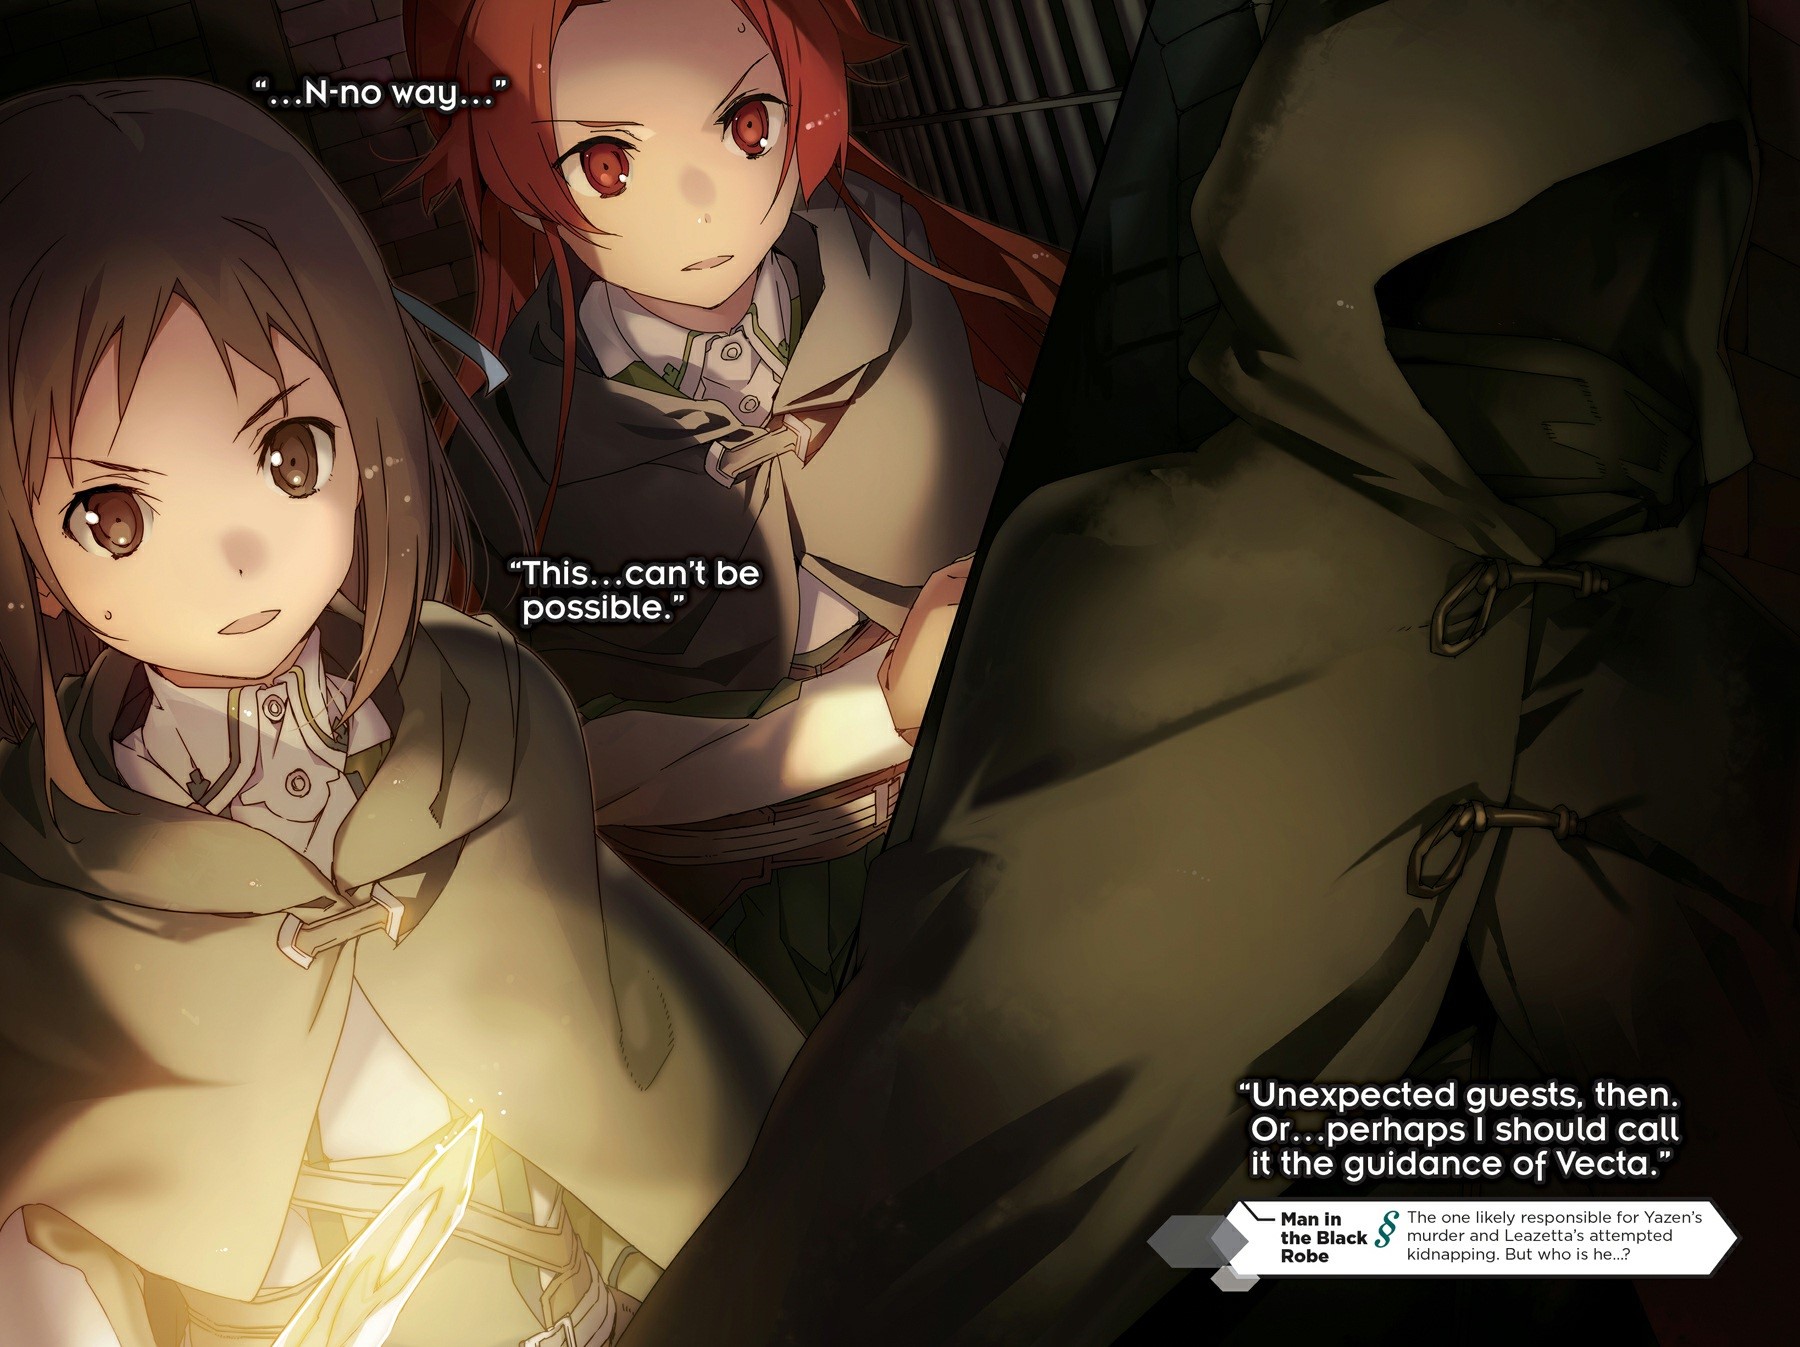 “...N-no way...”
“This...can’t be
possible.”
“Unexpected guests, then.
Or...perhaps I should call
it the guidance of Vecta.”
Man in
the Black
Robe
§
The one likely responsible for Yazen’s
murder and Leazetta’s attempted
kidnapping. But who is he...?